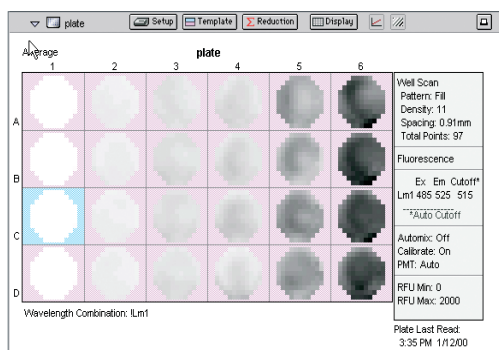 plate
Setup
Template
Reduction
Display
Average
plate
1 2 3 4 5 6
A
B
C
D
Well Scan
Pattern: Fill
Density: 11
Spacing: 0.91mm
Total Points: 97
Fluorescence
Ex Em Cutoff*
Lm1 485 525 515
*Auto Cutoff
Automix: Off
Calibrate: On
PMT: Auto
RFU Min: 0
RFU Max: 2000
Wavelength Combination: !Lm1
Plate Last Read:
3:35 PM 1/12/00